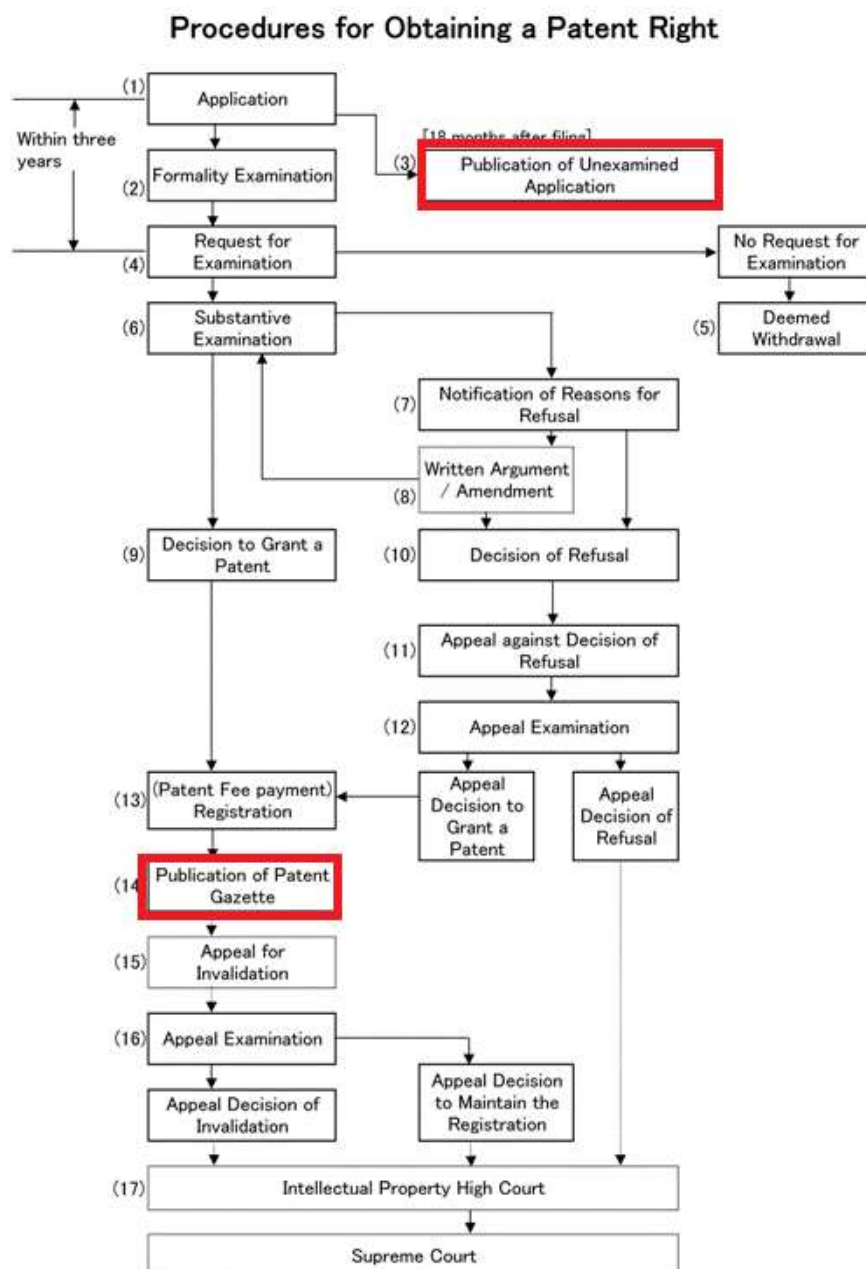 Procedures for Obtaining a Patent Right
(1)
Application
Within three
years
[18 months after filing]
(3)
Publication of Unexamined
Application
(2)
Formality Examination
(4)
Request for
Examination
No Request for
Examination
(6)
Substantive
Examination
(5)
Deemed
Withdrawal
(7)
Notification of Reasons for
Refusal
(8)
Written Argument
/ Amendment
(9)
Decision to Grant a
Patent
(10)
Decision of Refusal
(11)
Appeal against Decision of
Refusal
(12)
Appeal Examination
(13)
(Patent Fee payment)
Registration
Appeal
Decision to
Grant a
Patent
Appeal
Decision of
Refusal
(14
Publication of Patent
Gazette
(15)
Appeal for
Invalidation
(16)
Appeal Examination
Appeal Decision of
Invalidation
Appeal Decision
to Maintain the
Registration
(17)
Intellectual Property High Court
Supreme Court